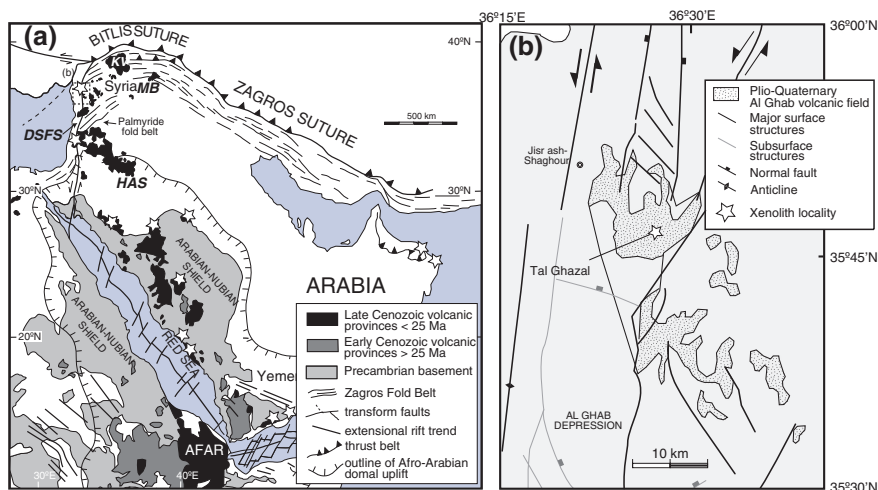 (a)
BITLIS SUTURE
40ºN
KV
(b)
Syria
MB
ZAGROS SUTURE
Palmyride
fold belt
500 km
DSFS
HAS
30ºN
30ºN
ARABIAN-NUBIAN
SHIELD
ARABIA
ARABIAN-NUBIAN
SHIELD
20ºN
RED SEA
Yemen
AFAR
30ºE
40ºE
Late Cenozoic volcanic
provinces < 25 Ma
Early Cenozoic volcanic
provinces > 25 Ma
Precambrian basement
Zagros Fold Belt
transform faults
extensional rift trend
thrust belt
outline of Afro-Arabian
domal uplift
36º15'E
36º30'E
36º00'N
(b)
Plio-Quaternary
Al Ghab volcanic field
Major surface
structures
Subsurface
structures
Normal fault
Anticline
Xenolith locality
Jisr ash-
Shaghour
Tal Ghazal
35º45'N
AL GHAB
DEPRESSION
10 km
35º30'N